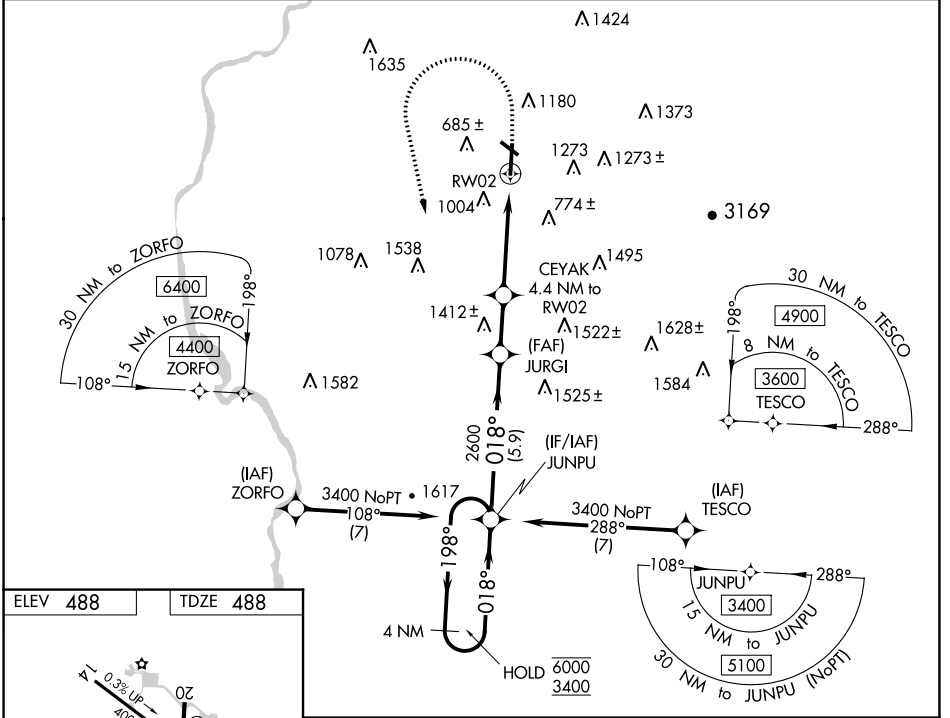 1424
1635
1180
1373
685 ±
1273
1273 ±
RW02
1004
774 ±
3169
1078
1538
1495
CEYAK
4.4 NM to
RW02
1412 ±
1522 ±
1628 ±
(FAF)
JURGI
1584
1525 ±
1582
30 NM to ZORFO
6400
198°
15 NM to ZORFO
4400
ZORFO
108°
30 NM to TESCO
4900
198°
8 NM to TESCO
3600
TESCO
288°
2600
018°
(5.9)
(IF/IAF)
JUNPU
(IAF)
ZORFO
3400 NoPT
108°
(7)
1617
3400 NoPT
288°
(7)
(IAF)
TESCO
198°
018°
4 NM
HOLD
6000
3400
108°
JUNPU
288°
3400
15 NM to JUNPU
5100
30 NM to JUNPU (NoPT)
ELEV 488
TDZE 488
14
0.3% UP
20